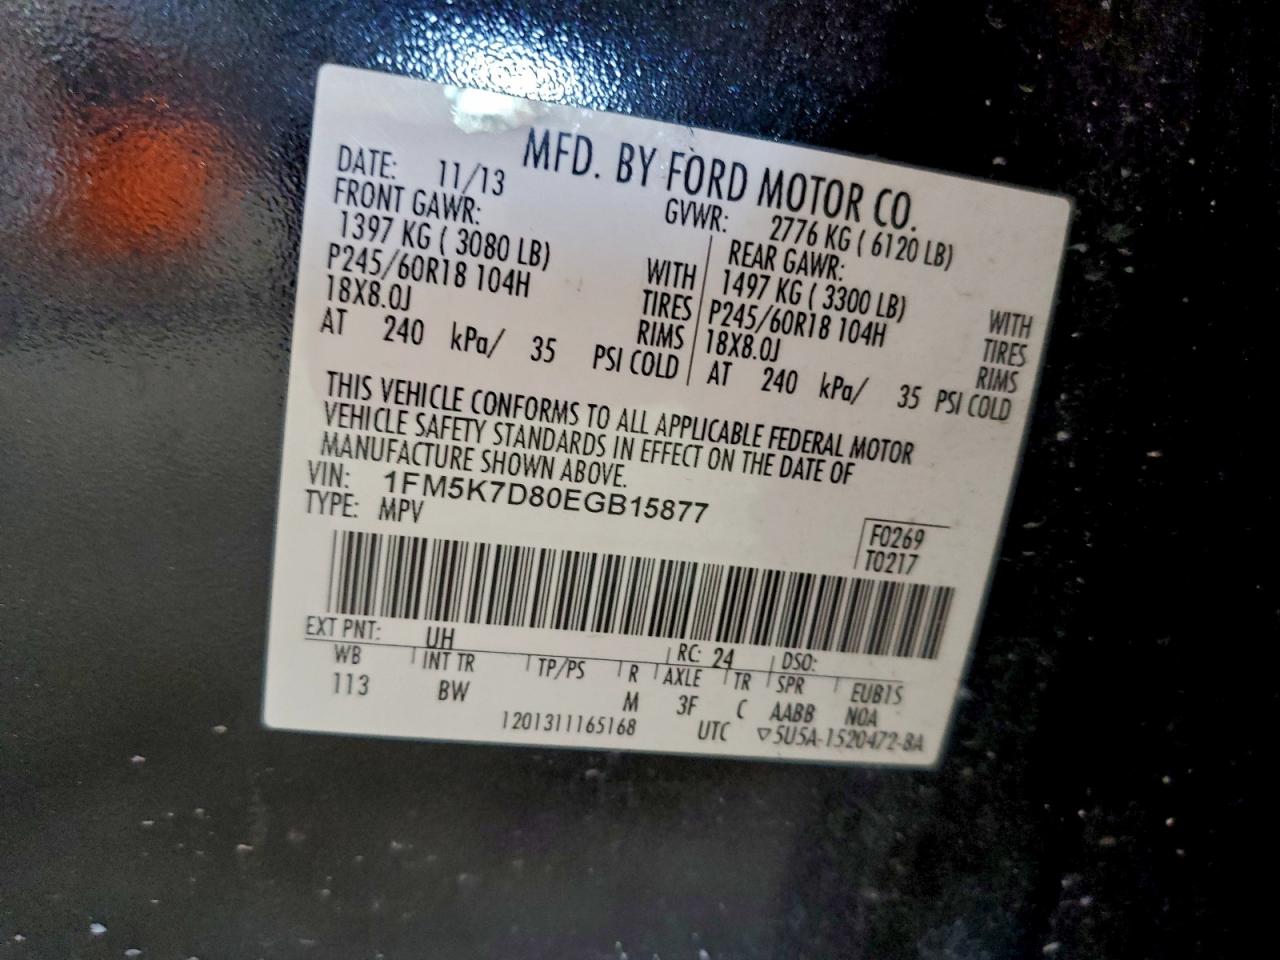 MFD. BY FORD MOTOR CO.
DATE: 11/13 GVWR: 2776 KG ( 6120 LB)
FRONT GAWR: REAR GAWR:
1397 KG ( 3080 LB) WITH 1497 KG ( 3300 LB) WITH
P245/60R18 104H TIRES P245/60R18 104H TIRES
18X8.0J RIMS 18X8.0J RIMS
AT 240 kPa/ 35 PSI COLD AT 240 kPa/ 35 PSI COLD
THIS VEHICLE CONFORMS TO ALL APPLICABLE FEDERAL MOTOR
VEHICLE SAFETY STANDARDS IN EFFECT ON THE DATE OF
MANUFACTURE SHOWN ABOVE.
VIN: 1FM5K7D80EGB15877
TYPE: MPV
F0269
T0217
EXT PNT: UH RC: 24 DSO:
WB INT TR TP/PS R AXLE TR SPR EUB1S
113 BW M 3F C AABB N0A
1201311165168 UTC ▽5U5A-1520472-BA